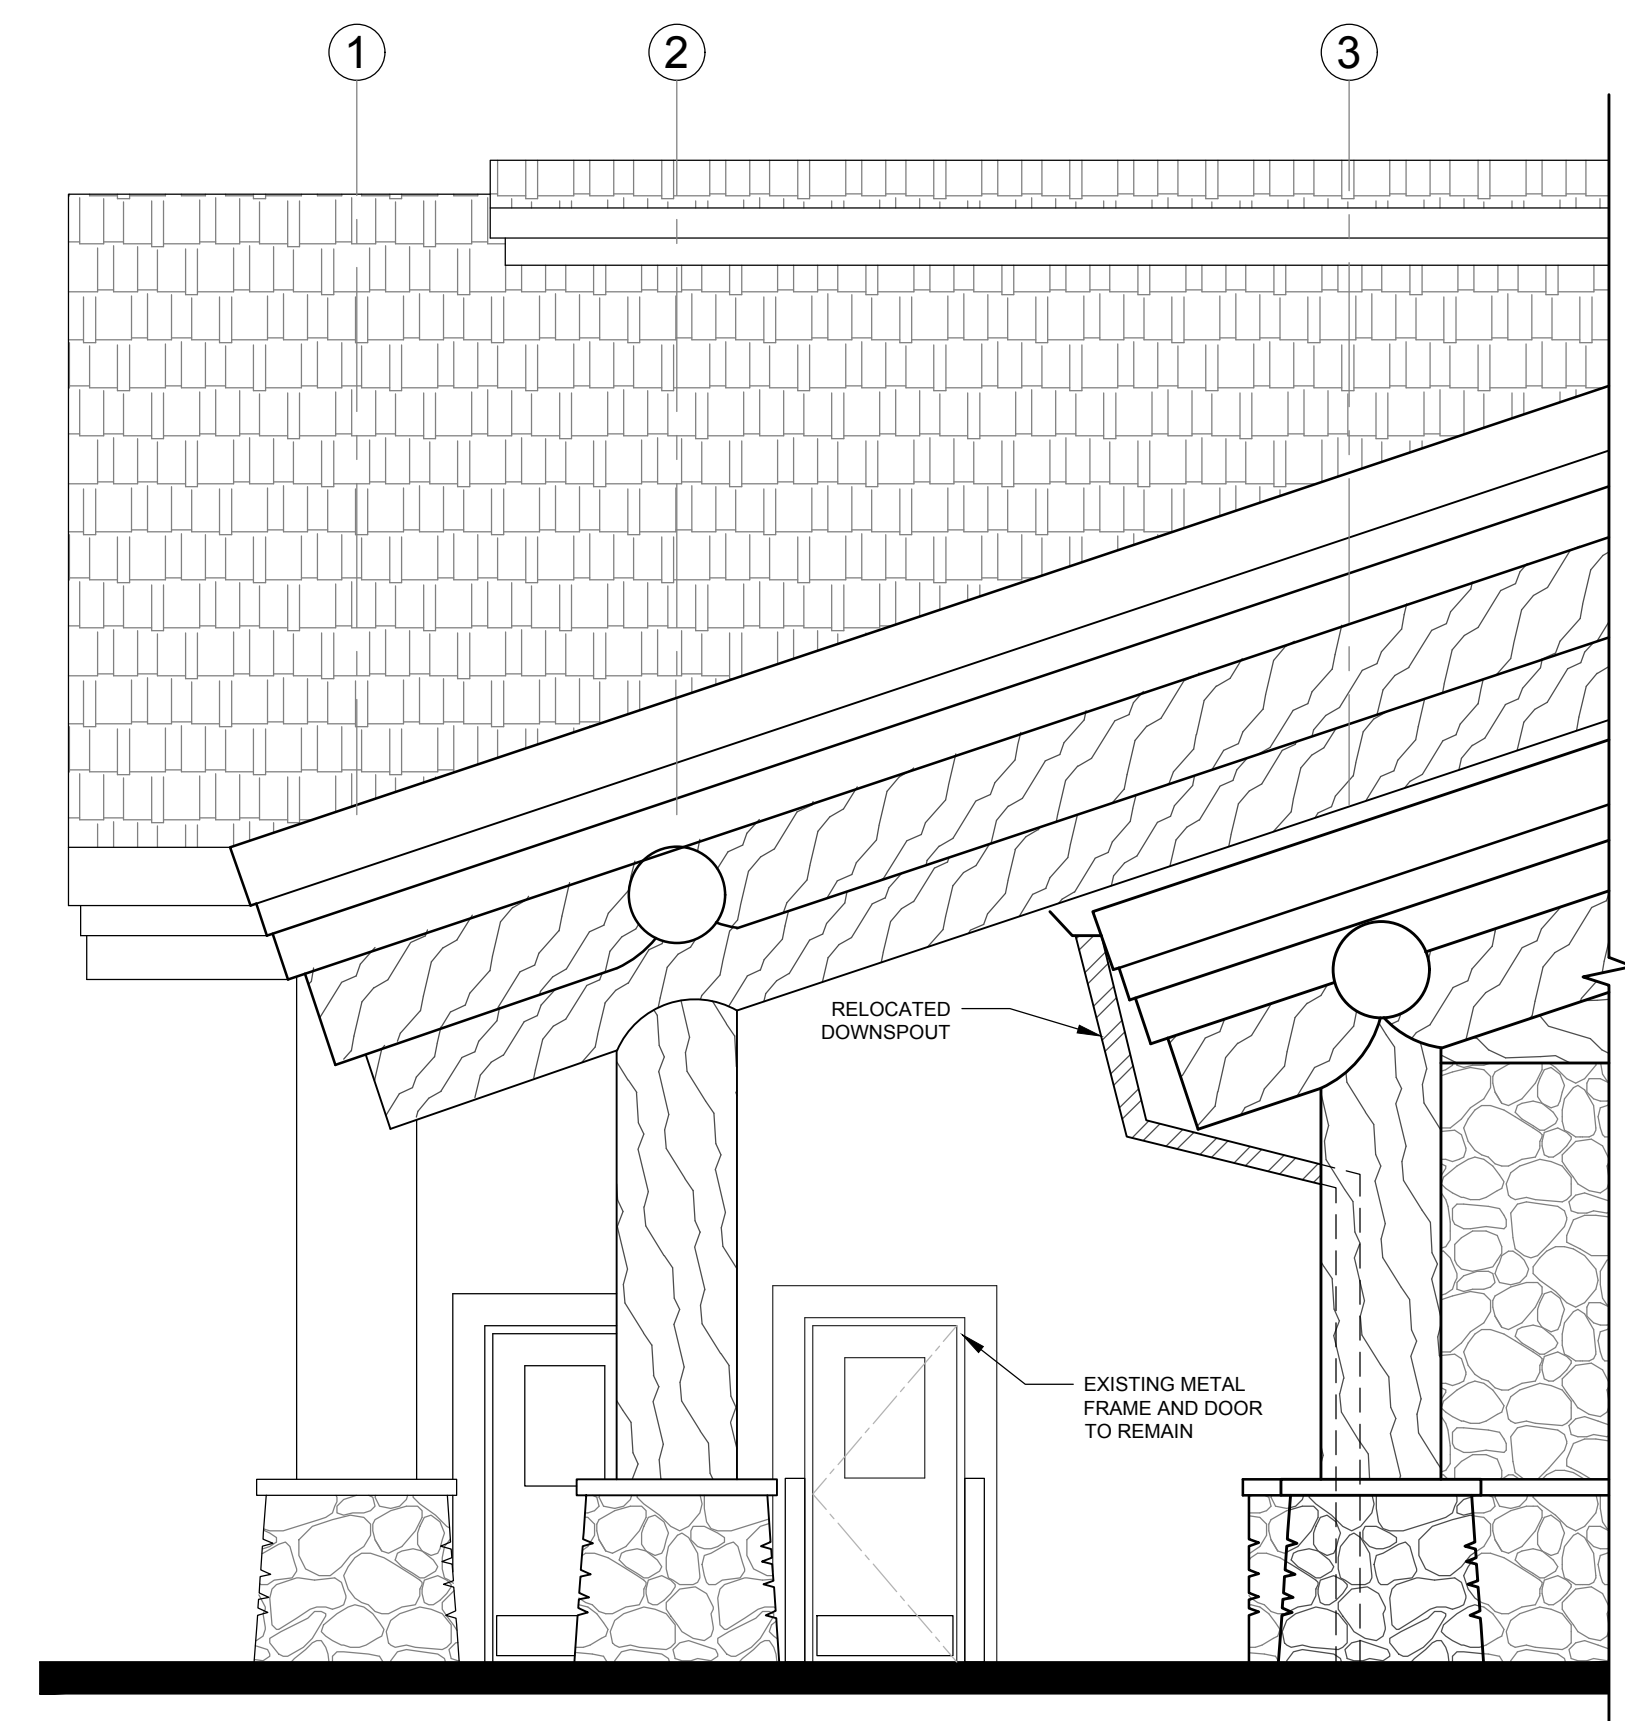 1
2
3
RELOCATED
DOWNSPOUT
EXISTING METAL
FRAME AND DOOR
TO REMAIN